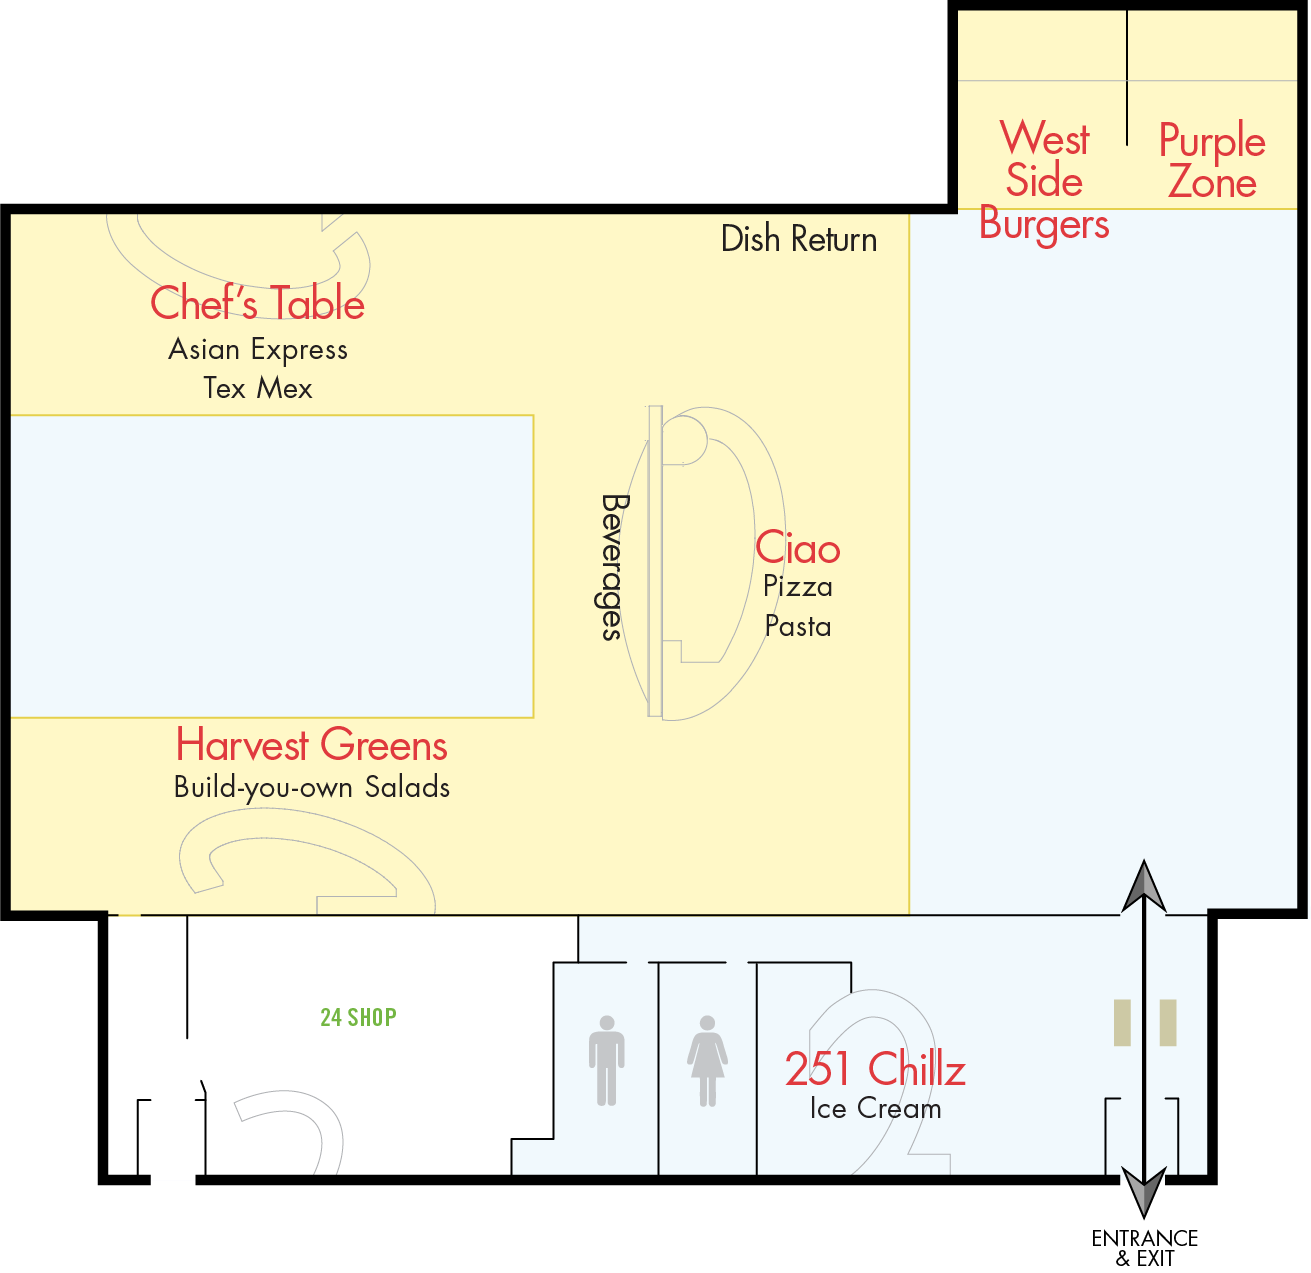 West
Side
Burgers
Purple
Zone
Dish Return
Chef's Table
Asian Express
Tex Mex
Beverages
Ciao
Pizza
Pasta
Harvest Greens
Build-you-own Salads
24 SHOP
251 Chillz
Ice Cream
ENTRANCE
& EXIT